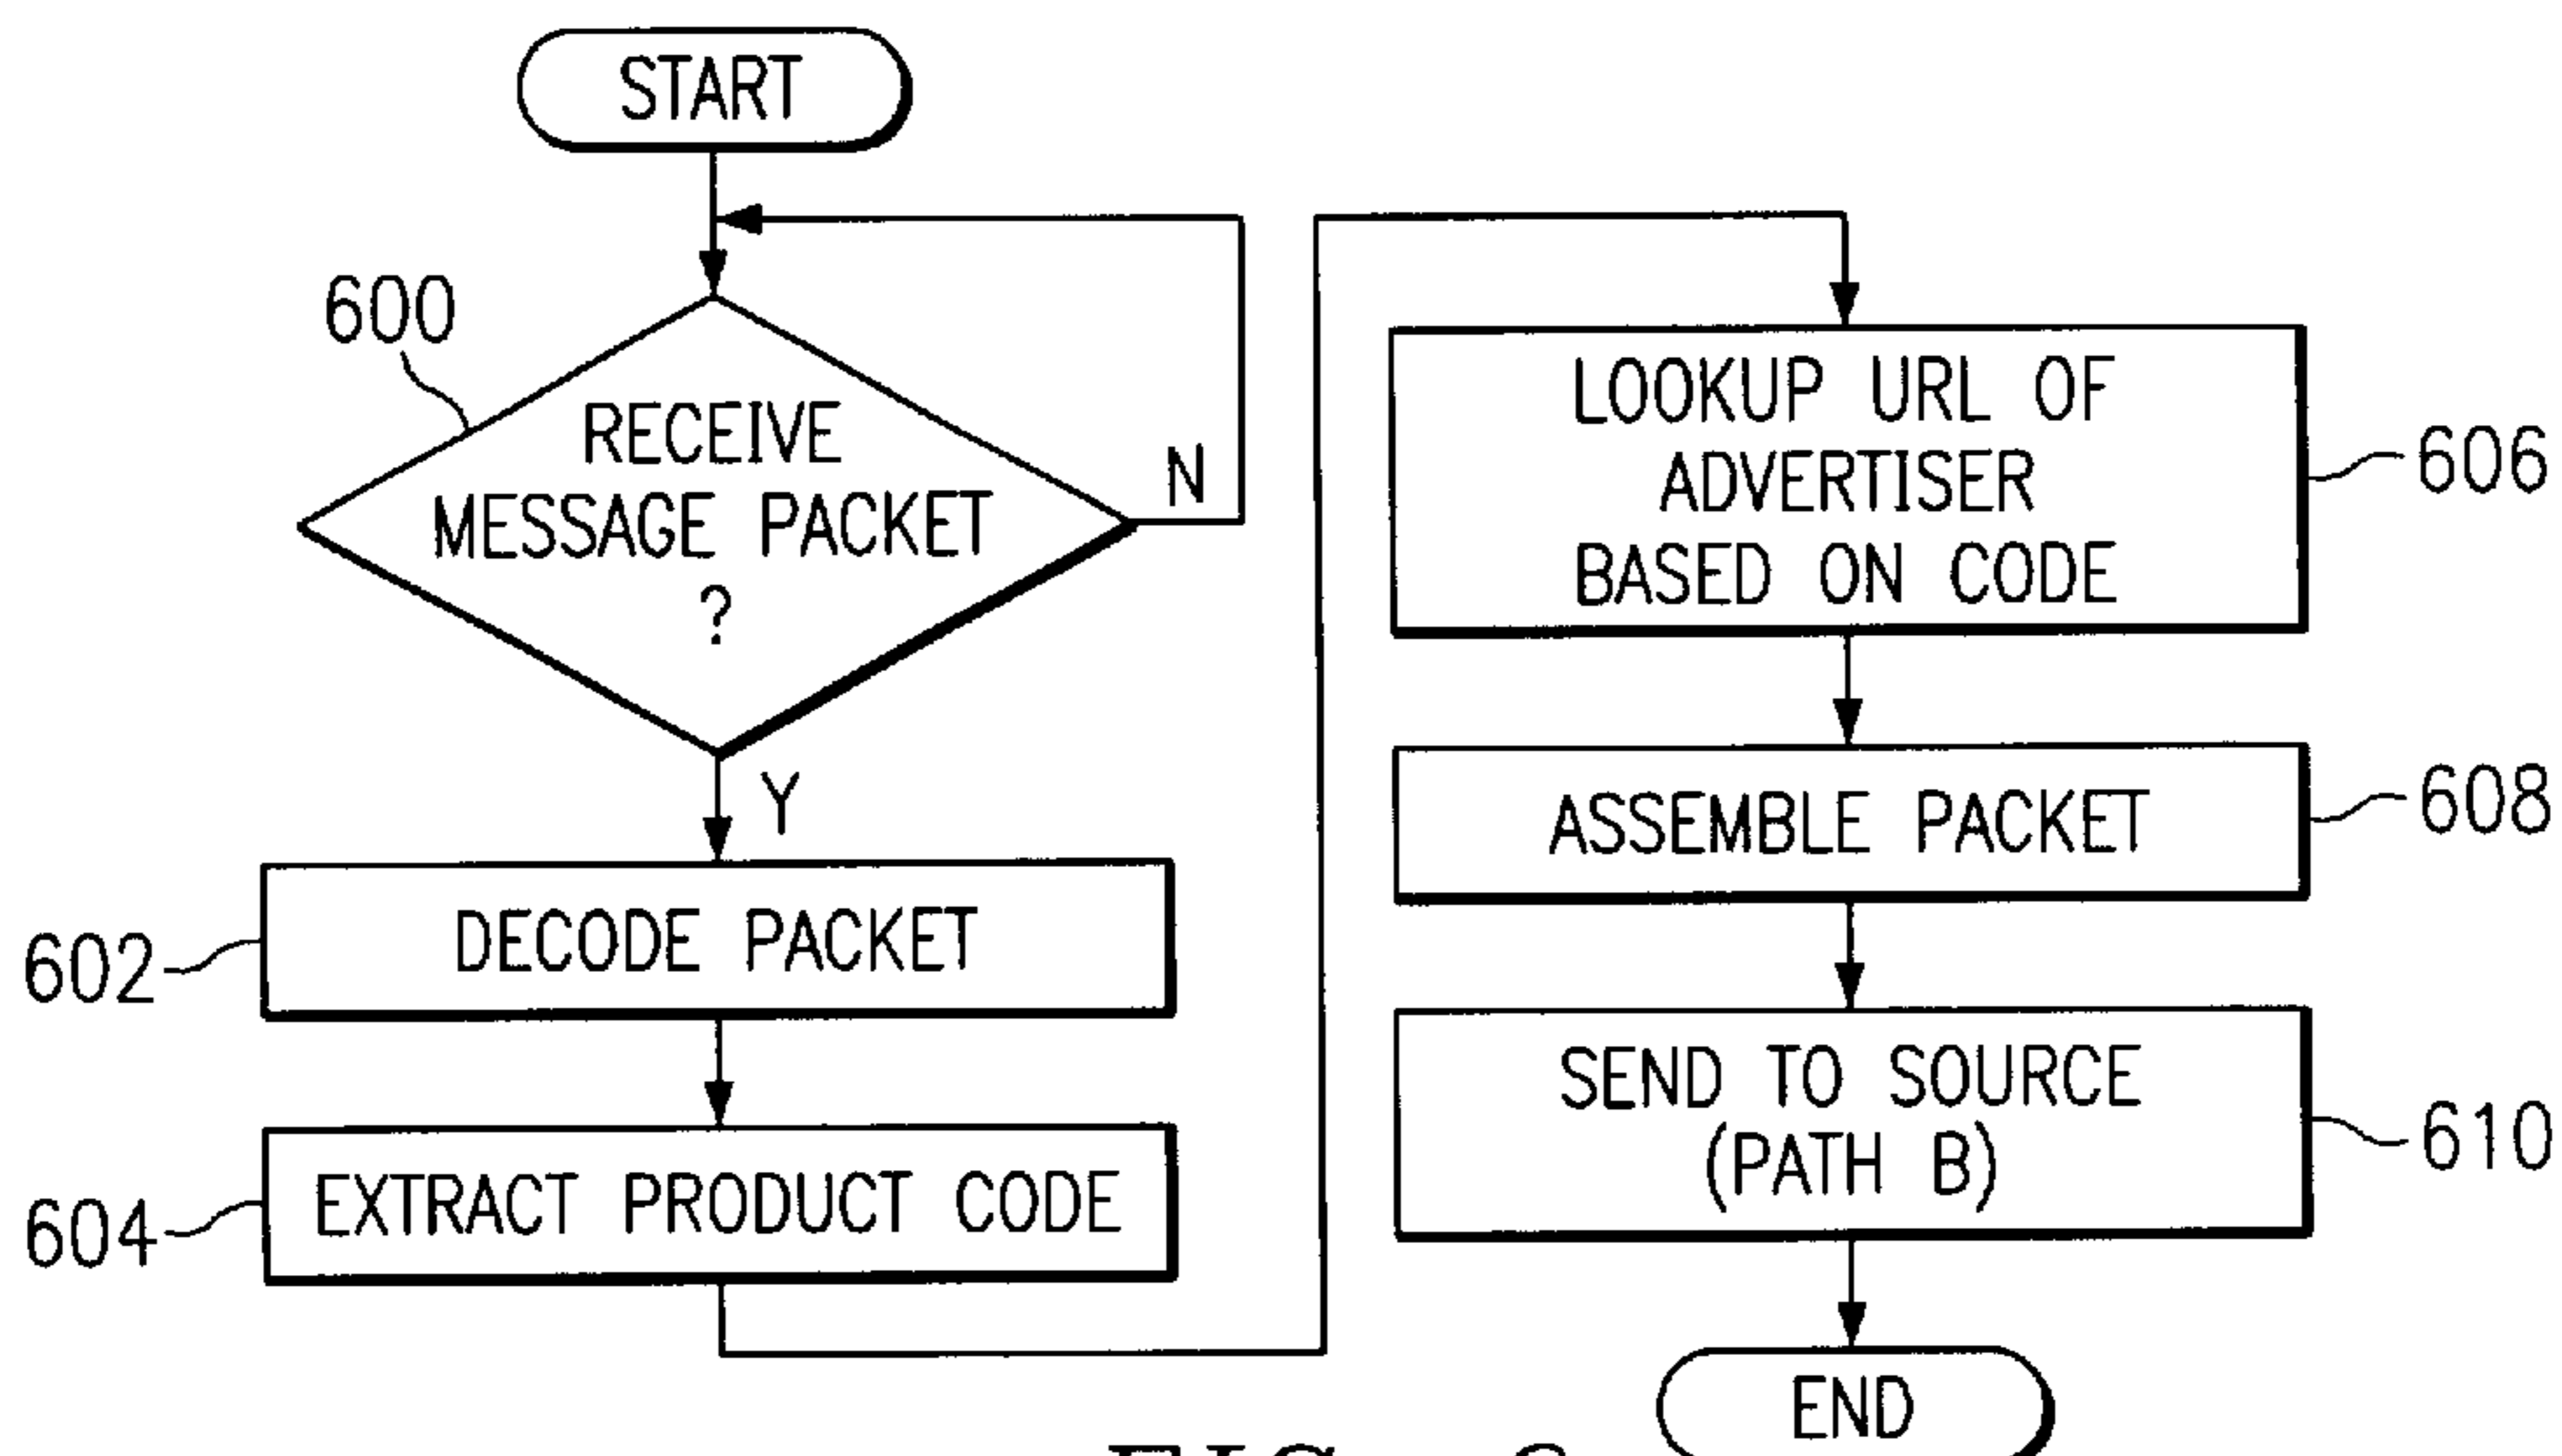 START
600
RECEIVE
MESSAGE PACKET
?
N
Y
602
DECODE PACKET
604
EXTRACT PRODUCT CODE
LOOKUP URL OF
ADVERTISER
BASED ON CODE
606
ASSEMBLE PACKET
608
SEND TO SOURCE
(PATH B)
610
END